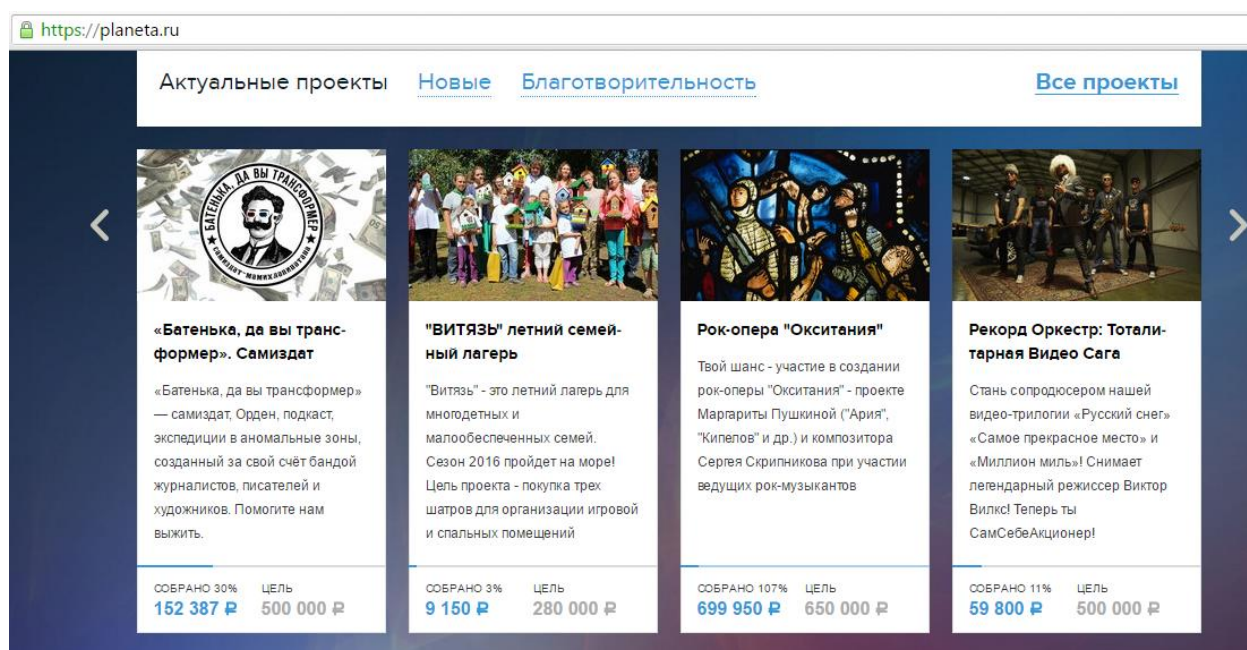 https://planeta.ru
Актуальные проекты Новые Благотворительность Все проекты
БАТЕНЬКА, ДА ВЫ ТРАНСФОРМЕР
«Батенька, да вы транс-
формер». Самиздат
«Батенька, да вы трансформер»
— самиздат, Орден, подкаст,
экспедиции в аномальные зоны,
созданный за свой счёт бандой
журналистов, писателей и
художников. Помогите нам
выжить.
СОБРАНО 30% ЦЕЛЬ
152 387 ₽ 500 000 ₽
"ВИТЯЗЬ" летний семей-
ный лагерь
"Витязь" - это летний лагерь для
многодетных и
малообеспеченных семей.
Сезон 2016 пройдет на море!
Цель проекта - покупка трех
шатров для организации игровой
и спальных помещений
СОБРАНО 3% ЦЕЛЬ
9 150 ₽ 280 000 ₽
Рок-опера "Окситания"
Твой шанс - участие в создании
рок-оперы "Окситания" - проекте
Маргариты Пушкиной ("Ария",
"Кипелов" и др.) и композитора
Сергея Скрипникова при участии
ведущих рок-музыкантов
СОБРАНО 107% ЦЕЛЬ
699 950 ₽ 650 000 ₽
Рекорд Оркестр: Тотали-
тарная Видео Сага
Стань сопродюсером нашей
видео-трилогии «Русский снег»
«Самое прекрасное место» и
«Миллион миль»! Снимает
легендарный режиссер Виктор
Вилкс! Теперь ты
СамСебеАкционер!
СОБРАНО 11% ЦЕЛЬ
59 800 ₽ 500 000 ₽